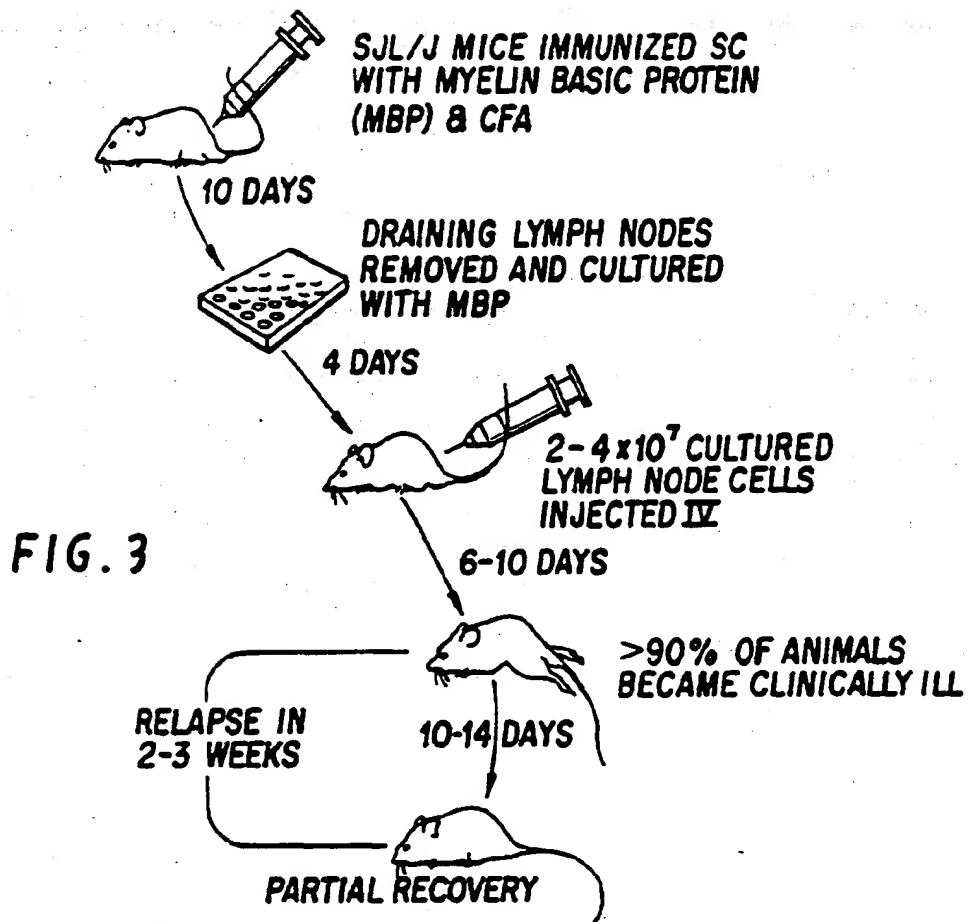 SJL/J MICE IMMUNIZED SC
WITH MYELIN BASIC PROTEIN
(MBP) & CFA
10 DAYS
DRAINING LYMPH NODES
REMOVED AND CULTURED
WITH MBP
4 DAYS
2-4×10⁷ CULTURED
LYMPH NODE CELLS
INJECTED IV
FIG. 3
6-10 DAYS
>90% OF ANIMALS
BECAME CLINICALLY ILL
RELAPSE IN
2-3 WEEKS
10-14 DAYS
PARTIAL RECOVERY